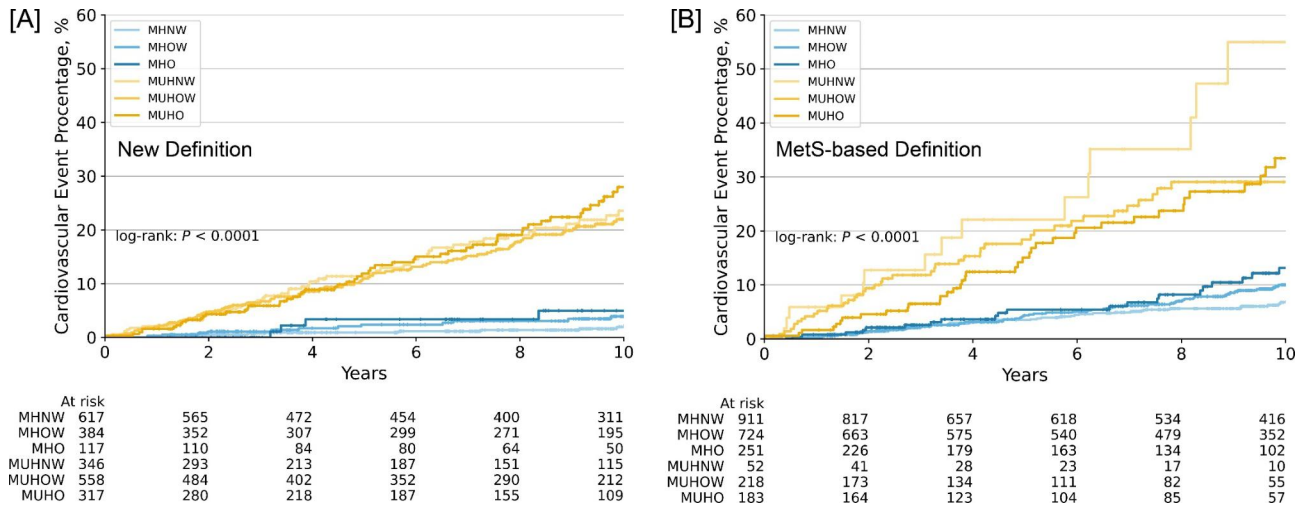 [A]
Cardiovascular Event Procentage, %
60
50
40
30
20
10
0
MHNW
MHOW
MHO
MUHNW
MUHOW
MUHO
New Definition
log-rank: P < 0.0001
0 2 4 6 8 10
Years
At risk
MHNW 617 565 472 454 400 311
MHOW 384 352 307 299 271 195
MHO 117 110 84 80 64 50
MUHNW 346 293 213 187 151 115
MUHOW 558 484 402 352 290 212
MUHO 317 280 218 187 155 109
[B]
Cardiovascular Event Procentage, %
60
50
40
30
20
10
0
MHNW
MHOW
MHO
MUHNW
MUHOW
MUHO
MetS-based Definition
log-rank: P < 0.0001
0 2 4 6 8 10
Years
At risk
MHNW 911 817 657 618 534 416
MHOW 724 663 575 540 479 352
MHO 251 226 179 163 134 102
MUHNW 52 41 28 23 17 10
MUHOW 218 173 134 111 82 55
MUHO 183 164 123 104 85 57